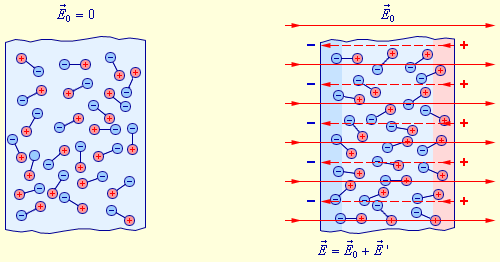 E⃗₀ = 0
E⃗₀
– +
– +
– +
– +
– +
E⃗ = E⃗₀ + E⃗ '